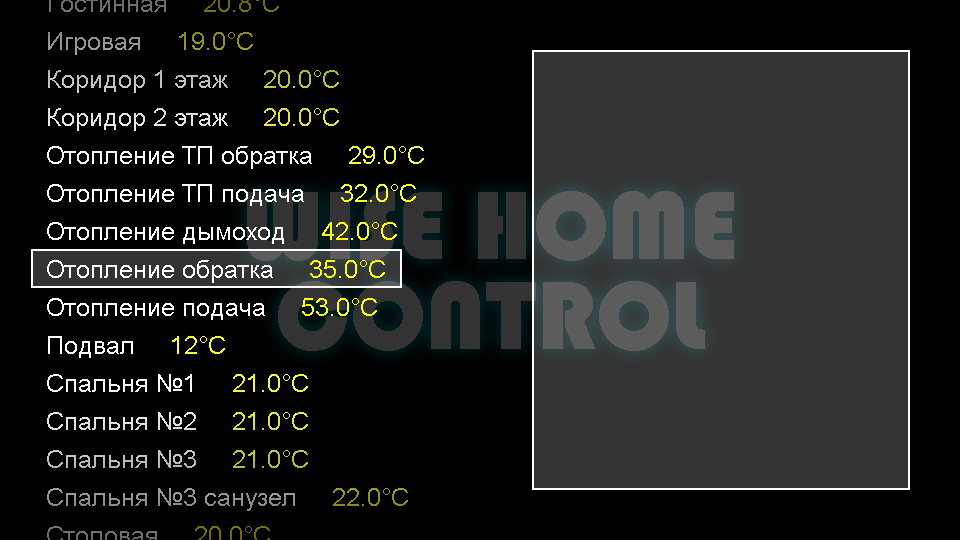 Гостинная 20.8°C
Игровая 19.0°C
Коридор 1 этаж 20.0°C
Коридор 2 этаж 20.0°C
Отопление ТП обратка 29.0°C
Отопление ТП подача 32.0°C
Отопление дымоход 42.0°C
Отопление обратка 35.0°C
Отопление подача 53.0°C
Подвал 12°C
Спальня №1 21.0°C
Спальня №2 21.0°C
Спальня №3 21.0°C
Спальня №3 санузел 22.0°C
Столовая 20.0°C
WISE HOME
CONTROL